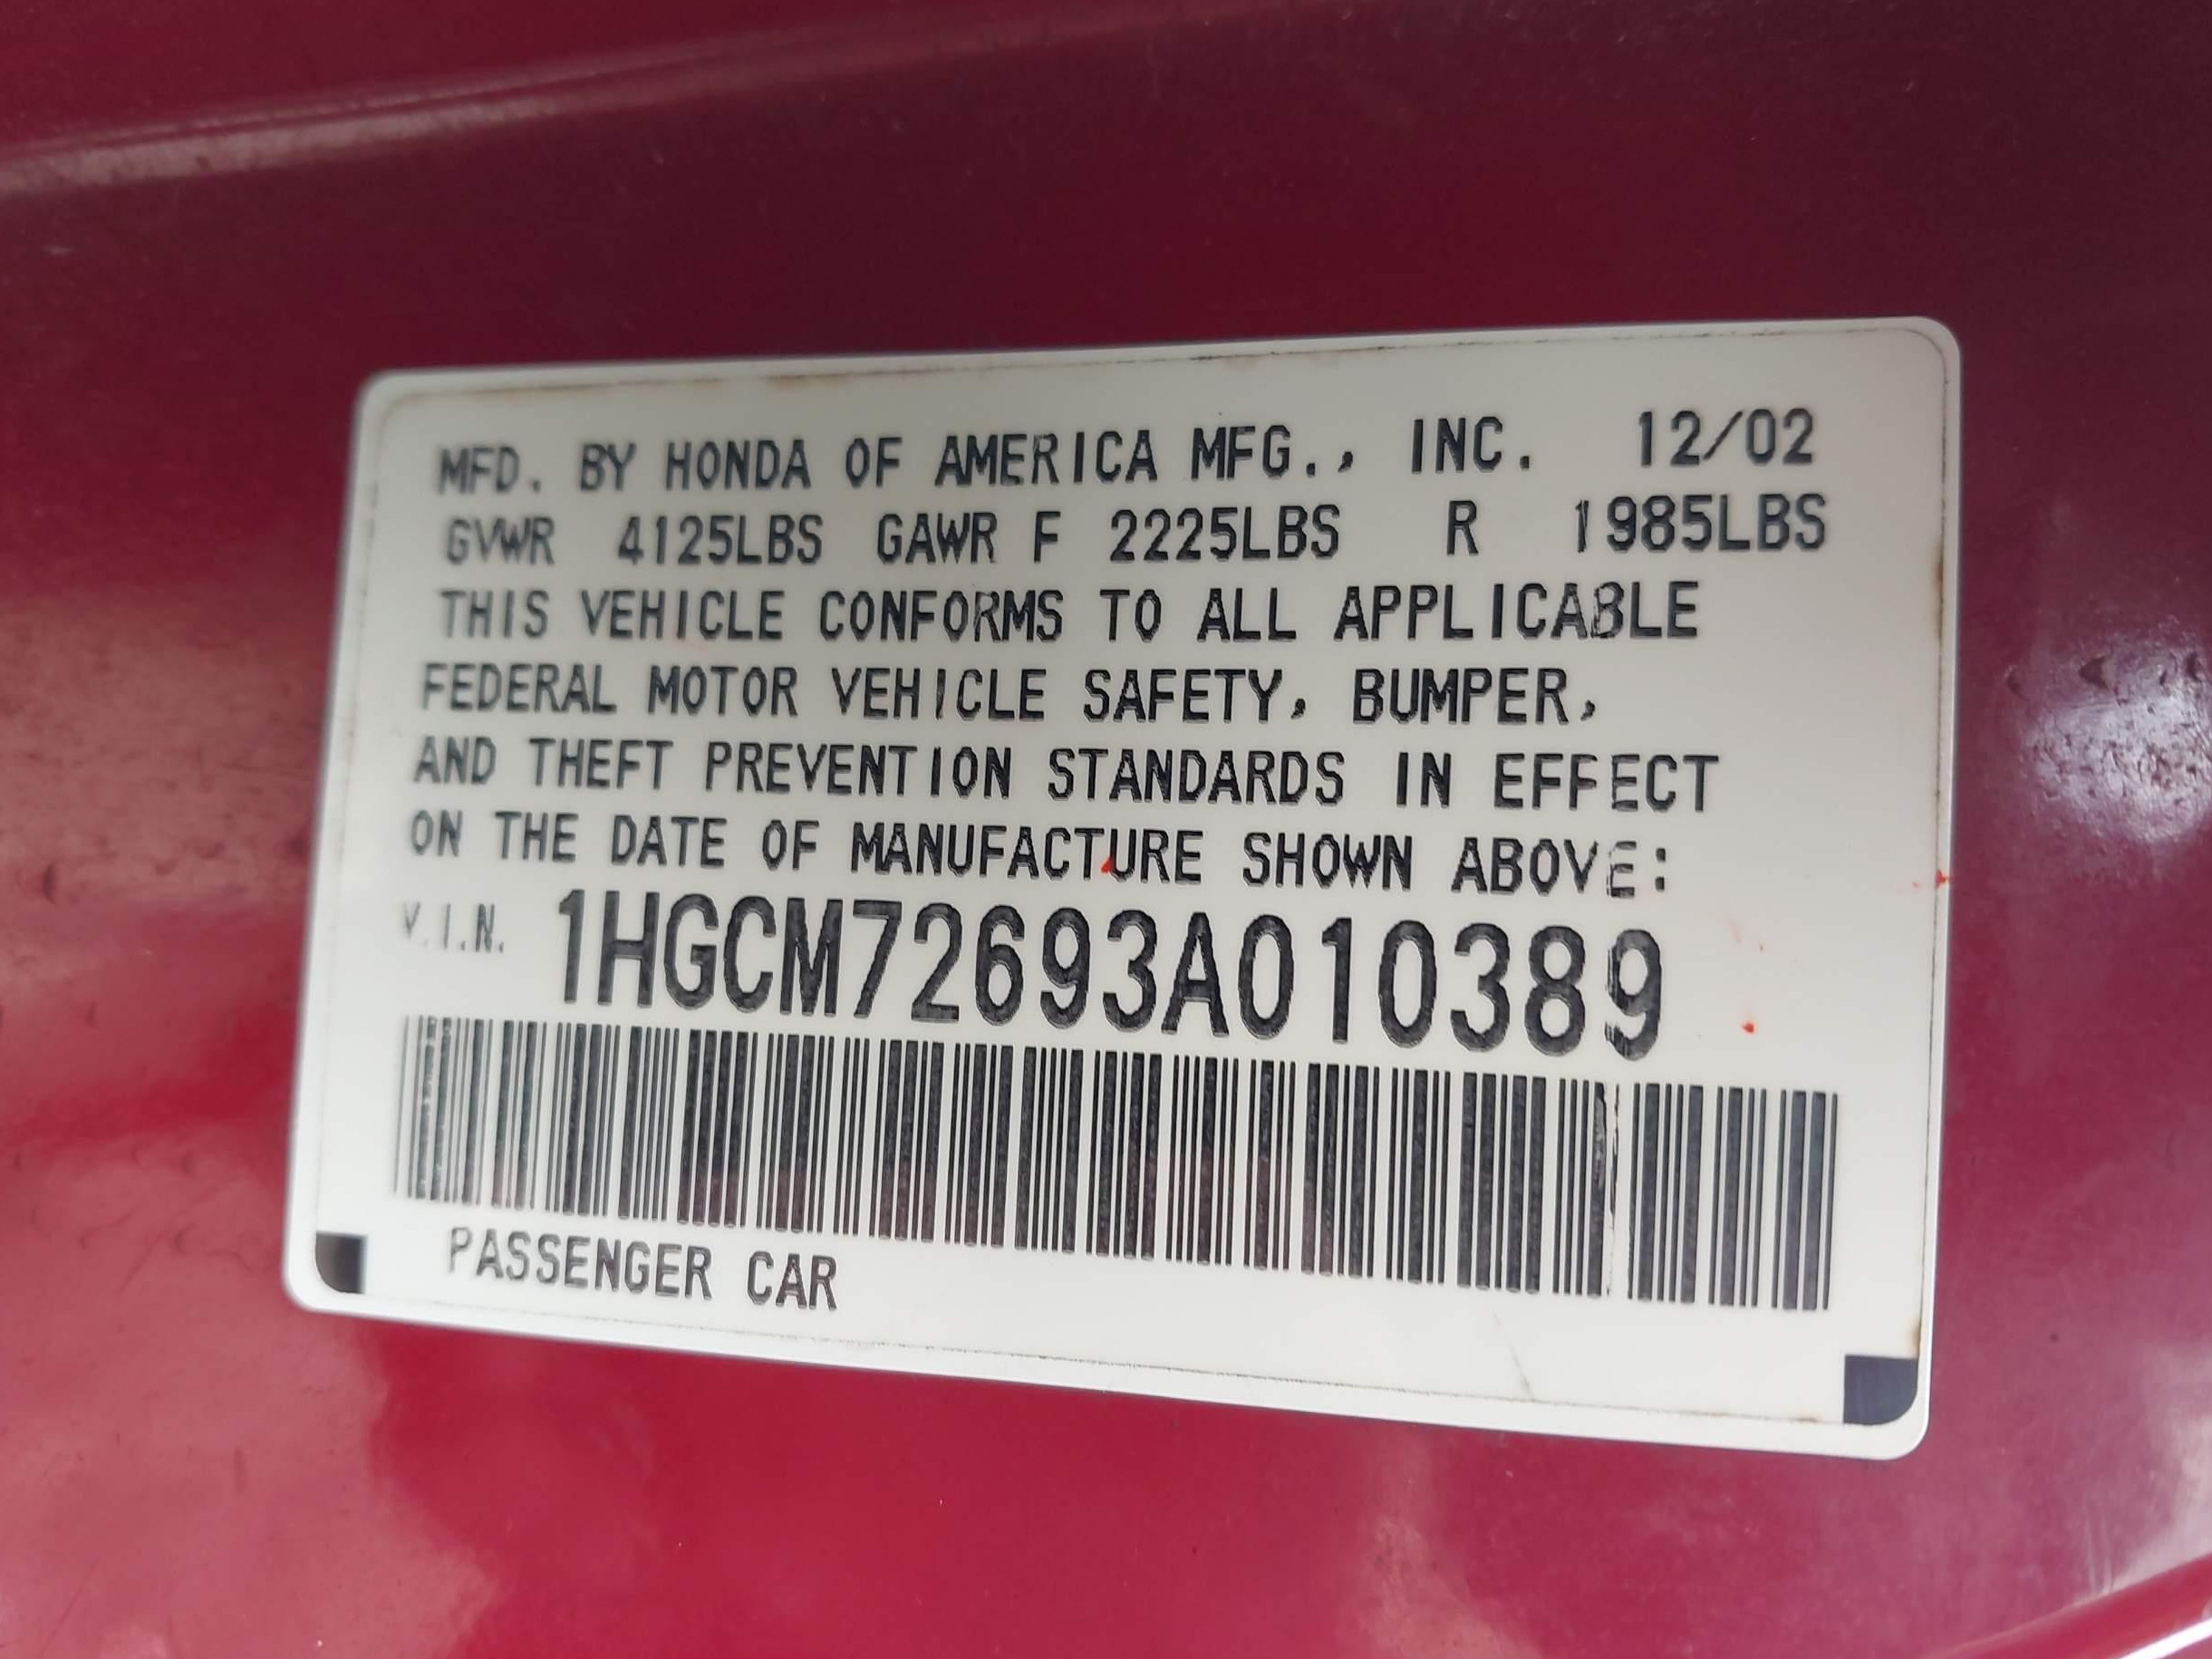 MFD. BY HONDA OF AMERICA MFG., INC. 12/02
GVWR 4125LBS GAWR F 2225LBS R 1985LBS
THIS VEHICLE CONFORMS TO ALL APPLICABLE
FEDERAL MOTOR VEHICLE SAFETY, BUMPER,
AND THEFT PREVENTION STANDARDS IN EFFECT
ON THE DATE OF MANUFACTURE SHOWN ABOVE:
V.I.N. 1HGCM72693A010389
PASSENGER CAR